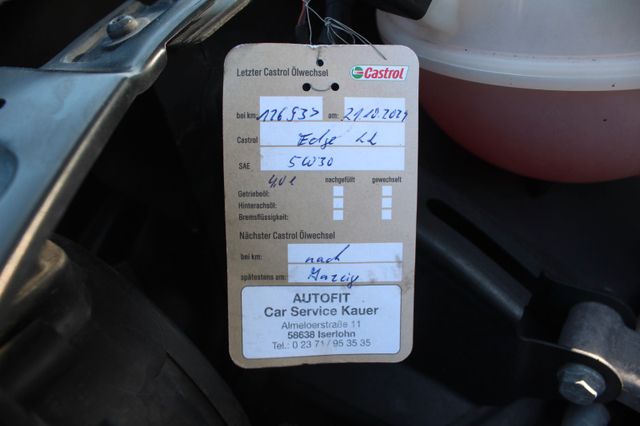 Letzter Castrol Ölwechsel Castrol
bei km: 126.937 am: 21.10.2021
Castrol Edge LL
SAE 5W30
4,0 l nachgefüllt gewechselt
Getriebeöl:
Hinterachsöl:
Bremsflüssigkeit:
Nächster Castrol Ölwechsel
bei km: nach
spätestens am: Anzeig
AUTOFIT
Car Service Kauer
Almeloerstraße 11
58638 Iserlohn
Tel.: 0 23 71 / 95 35 35